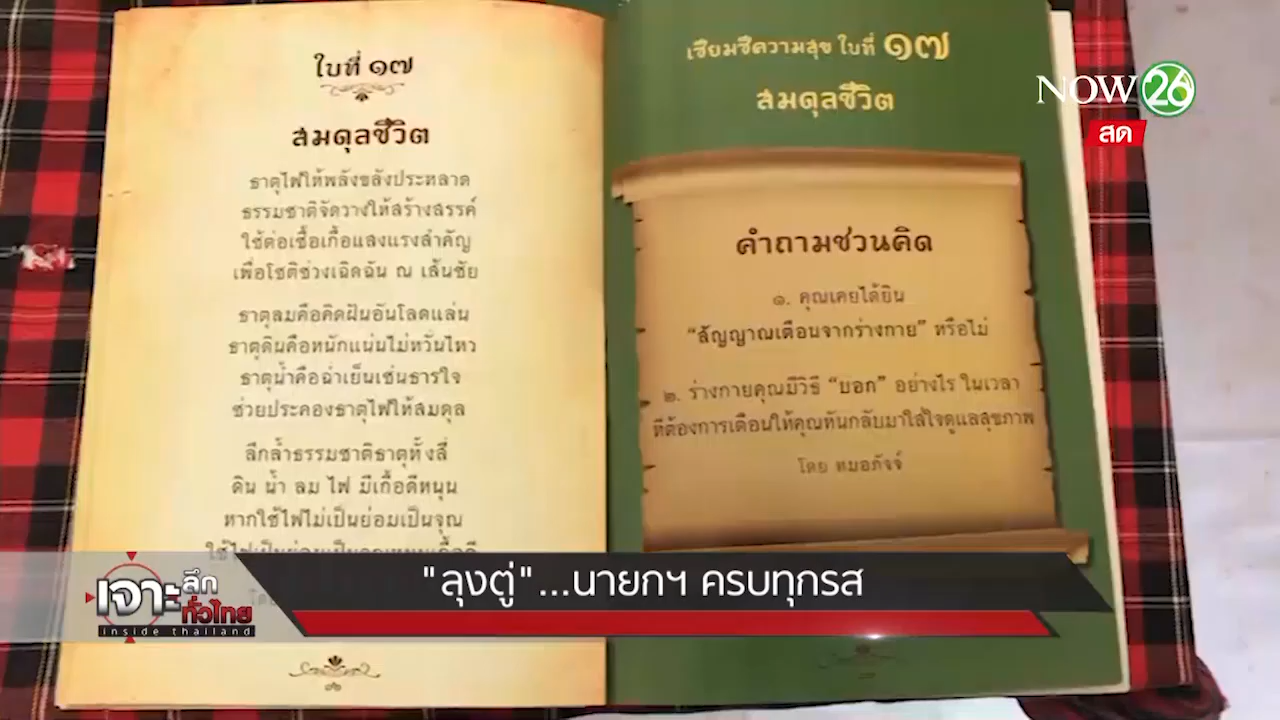 ใบที่ ๑๗
สมดุลชีวิต
ธาตุไฟให้พลังขลังประหลาด
ธรรมชาติจัดวางให้สร้างสรรค์
ใช้ต่อเชื้อเกื้อแสงแรงสำคัญ
เพื่อโชติช่วงเฉิดฉัน ณ เส้นชัย
ธาตุลมคือคิดฝันอันโลดแล่น
ธาตุดินคือหนักแน่นไม่หวั่นไหว
ธาตุน้ำคือฉ่ำเย็นเช่นธารใจ
ช่วยประคองธาตุไฟให้สมดุล
ลึกล้ำธรรมชาติธาตุทั้งสี่
ดิน น้ำ ลม ไฟ มีเกื้อดีหนุน
หากใช้ไฟไม่เป็นย่อมเป็นจุณ
เซียมซีความสุข ใบที่ ๑๗
สมดุลชีวิต
คำถามชวนคิด
๑. คุณเคยได้ยิน
“สัญญาณเตือนจากร่างกาย” หรือไม่
๒. ร่างกายคุณมีวิธี “บอก” อย่างไร ในเวลา
ที่ต้องการเตือนให้คุณหันกลับมาใส่ใจดูแลสุขภาพ
โดย หมอภัจจ์
NOW26
สด
เจาะลึกทั่วไทย
inside thailand
"ลุงตู่"...นายกฯ ครบทุกรส